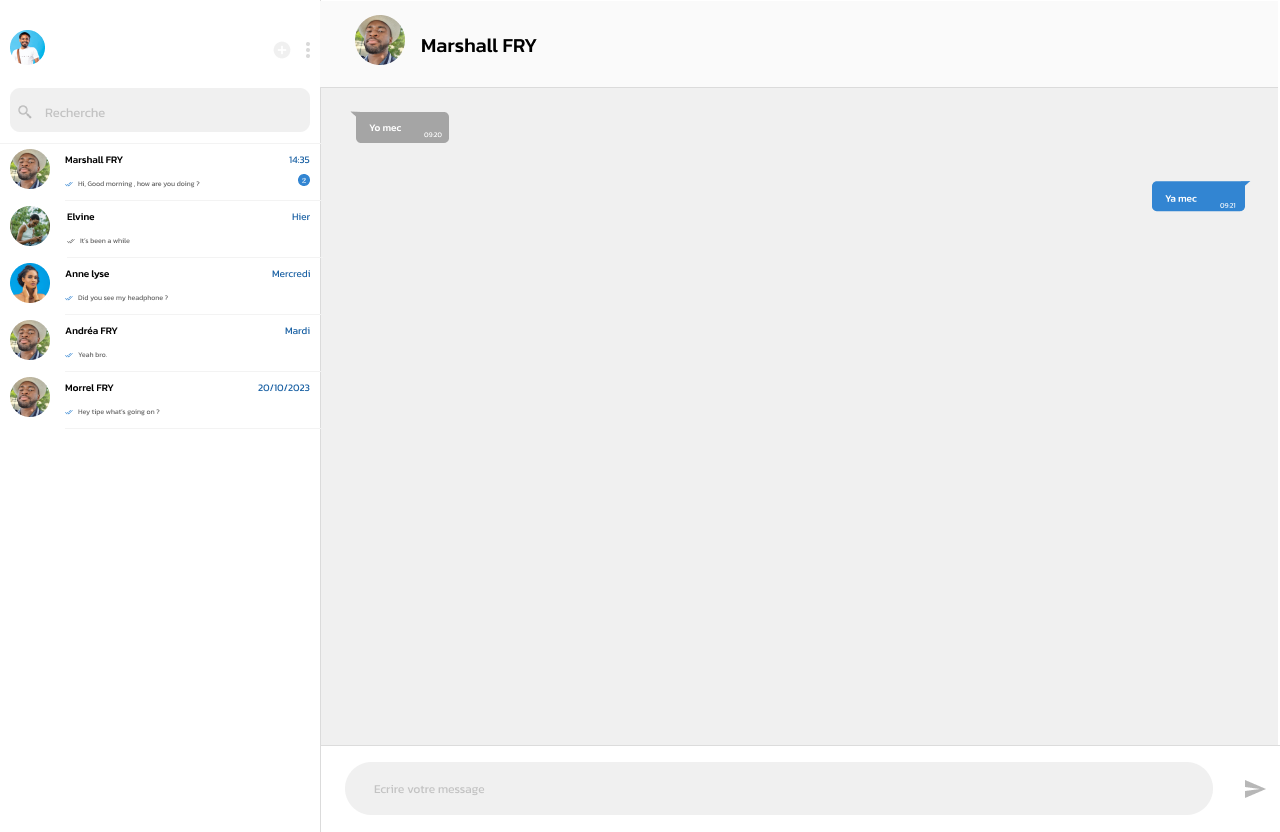 Marshall FRY
Recherche
Marshall FRY 14:35
Hi, Good morning , how are you doing ? 2
Elvine Hier
It's been a while
Anne lyse Mercredi
Did you see my headphone ?
Andréa FRY Mardi
Yeah bro.
Morrel FRY 20/10/2023
Hey tipe what's going on ?
Yo mec 09:20
Ya mec 09:21
Ecrire votre message